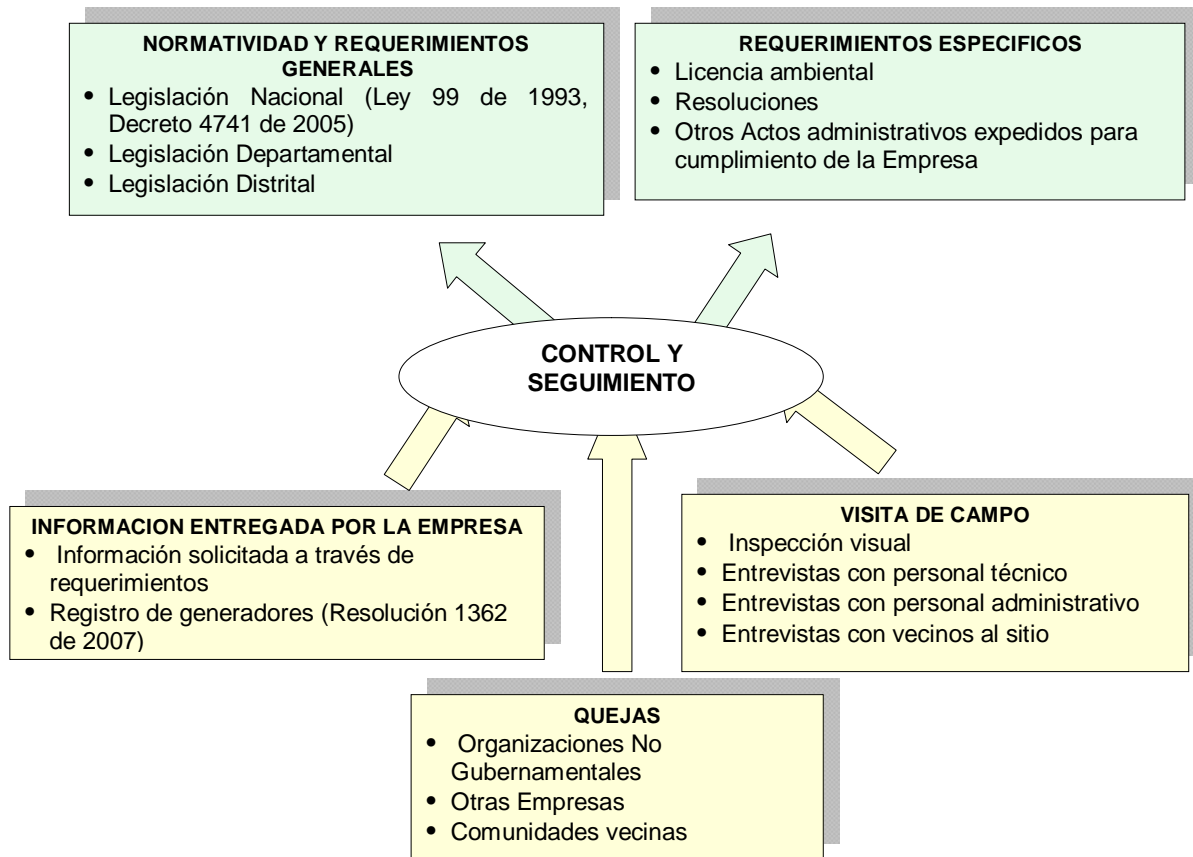 NORMATIVIDAD Y REQUERIMIENTOS
GENERALES
• Legislación Nacional (Ley 99 de 1993,
Decreto 4741 de 2005)
• Legislación Departamental
• Legislación Distrital
REQUERIMIENTOS ESPECIFICOS
• Licencia ambiental
• Resoluciones
• Otros Actos administrativos expedidos para
cumplimiento de la Empresa
CONTROL Y
SEGUIMIENTO
INFORMACION ENTREGADA POR LA EMPRESA
• Información solicitada a través de
requerimientos
• Registro de generadores (Resolución 1362
de 2007)
VISITA DE CAMPO
• Inspección visual
• Entrevistas con personal técnico
• Entrevistas con personal administrativo
• Entrevistas con vecinos al sitio
QUEJAS
• Organizaciones No
Gubernamentales
• Otras Empresas
• Comunidades vecinas